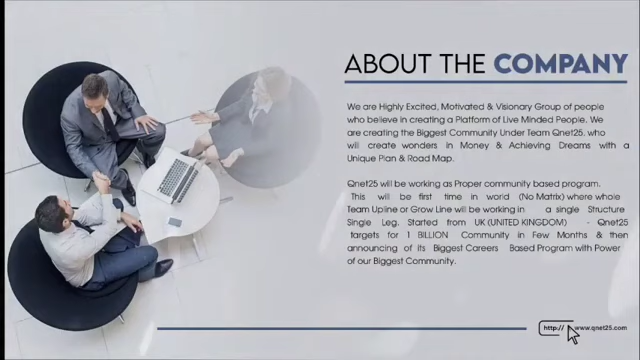 ABOUT THE COMPANY
We are Highly Excited, Motivated & Visionary Group of people
who believe in creating a Platform of Live Minded People. We
are creating the Biggest Community Under Team Qnet25. who
will create wonders in Money & Achieving Dreams with a
Unique Plan & Road Map.
Qnet25 will be working as Proper community based program.
This will be first time in world (No Matrix) where whole
Team Upline or Grow Line will be working in a single Structure
Single Leg. Started from UK (UNITED KINGDOM) - Qnet25
targets for 1 BILLION Community in Few Months & then
announcing of its Biggest Careers Based Program with Power
of our Biggest Community.
http:// www.qnet25.com